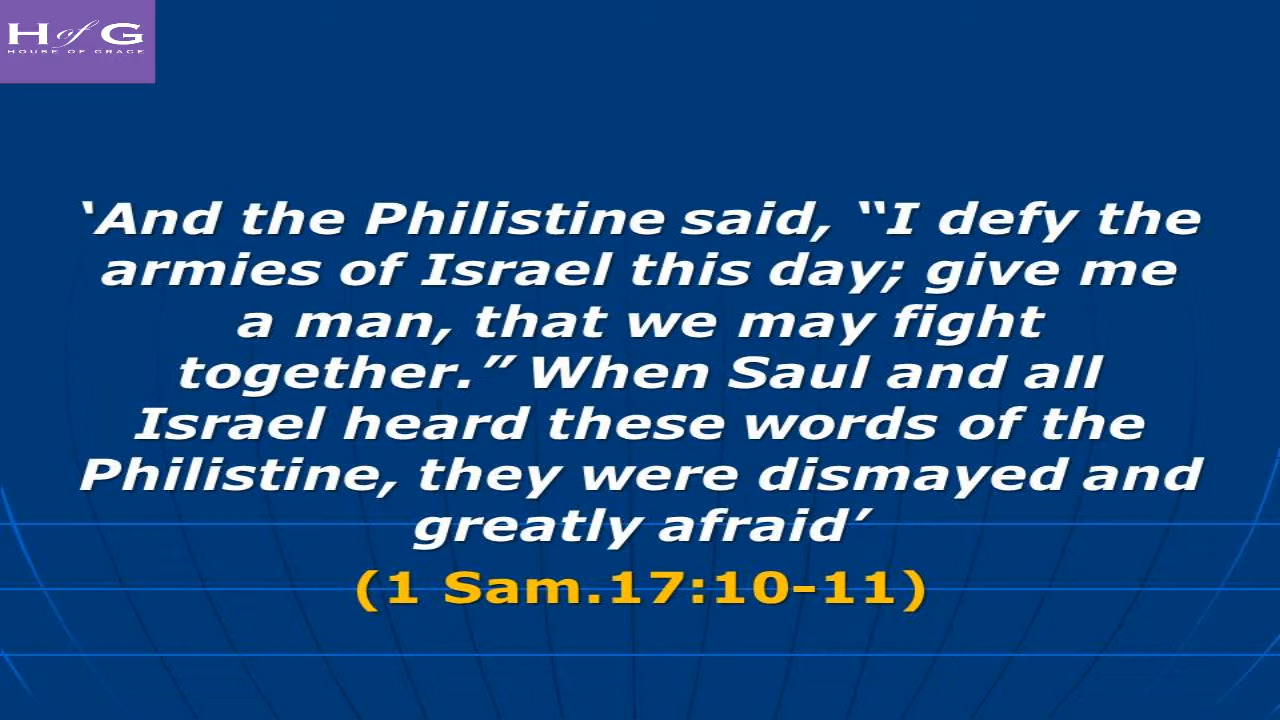 H of G
HOUSE OF GRACE
‘And the Philistine said, “I defy the
armies of Israel this day; give me
a man, that we may fight
together.” When Saul and all
Israel heard these words of the
Philistine, they were dismayed and
greatly afraid’
(1 Sam.17:10-11)